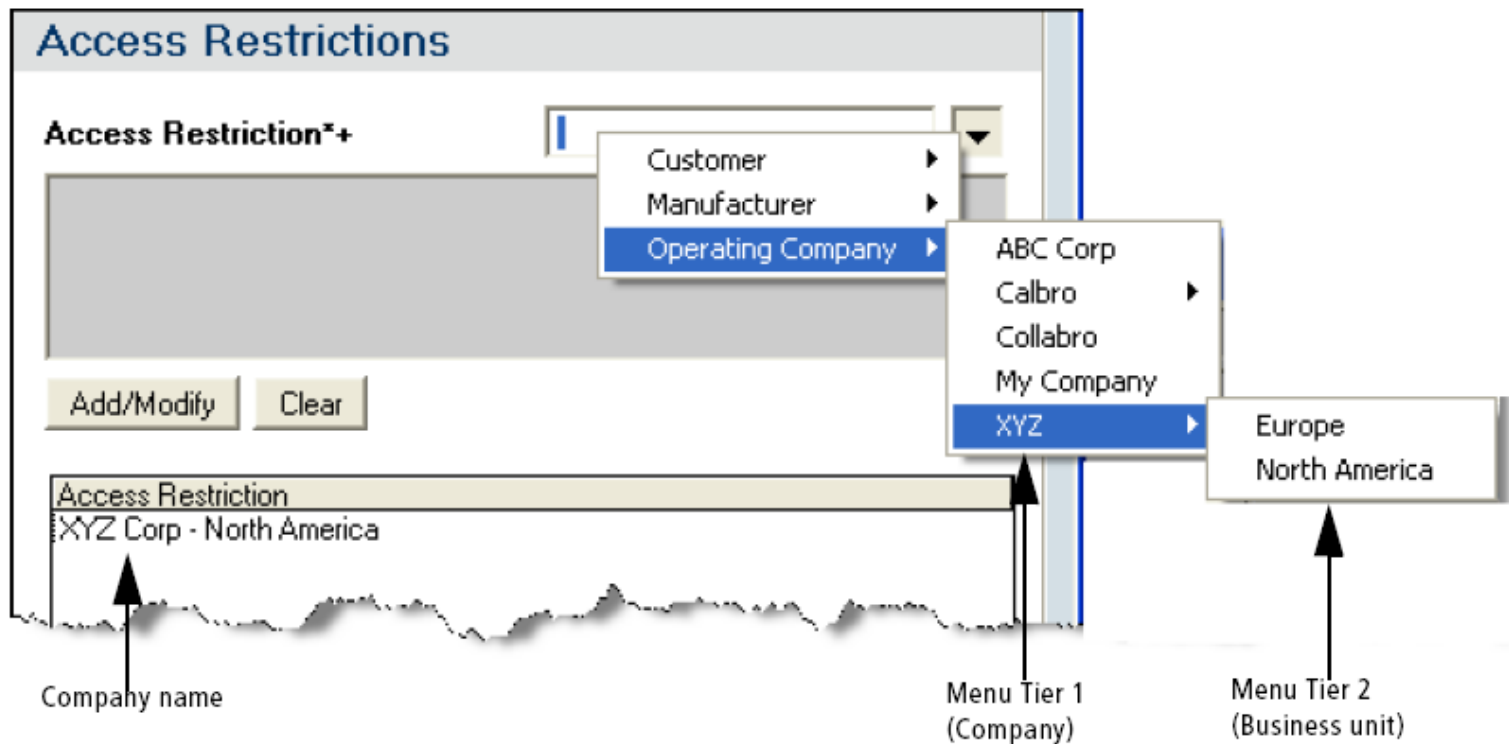 Access Restrictions
Access Restriction*+
Customer
Manufacturer
Operating Company
ABC Corp
Calbro
Collabro
My Company
XYZ
Europe
North America
Add/Modify
Clear
Access Restriction
XYZ Corp - North America
Company name
Menu Tier 1
(Company)
Menu Tier 2
(Business unit)